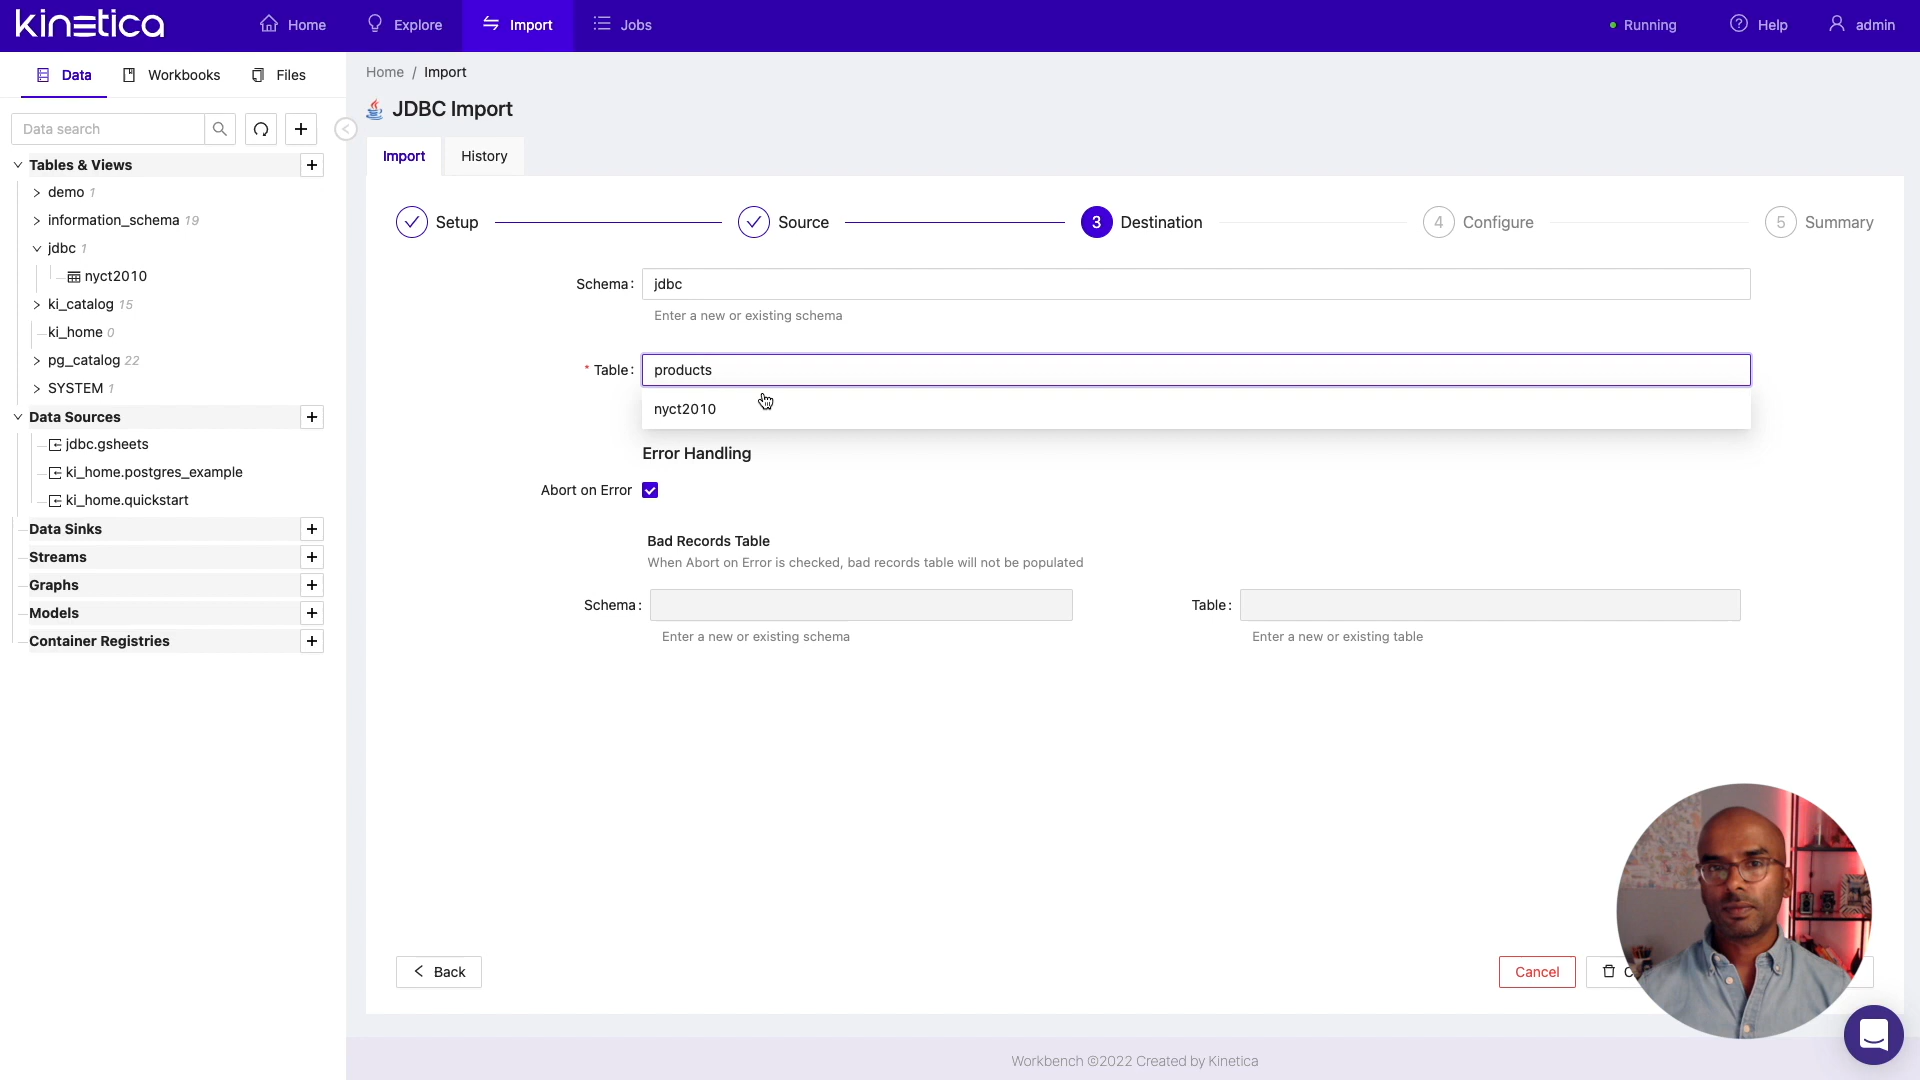 kinetica
Home
Explore
Import
Jobs
Running
Help
admin
Data
Workbooks
Files
Data search
Tables & Views
demo 1
information_schema 19
jdbc 1
nyct2010
ki_catalog 15
ki_home 0
pg_catalog 22
SYSTEM 1
Data Sources
jdbc.gsheets
ki_home.postgres_example
ki_home.quickstart
Data Sinks
Streams
Graphs
Models
Container Registries
Home / Import
JDBC Import
Import
History
Setup
Source
3 Destination
4 Configure
5 Summary
Schema: jdbc
Enter a new or existing schema
* Table: products
nyct2010
Error Handling
Abort on Error
Bad Records Table
When Abort on Error is checked, bad records table will not be populated
Schema:
Enter a new or existing schema
Table:
Enter a new or existing table
Back
Cancel
Workbench ©2022 Created by Kinetica